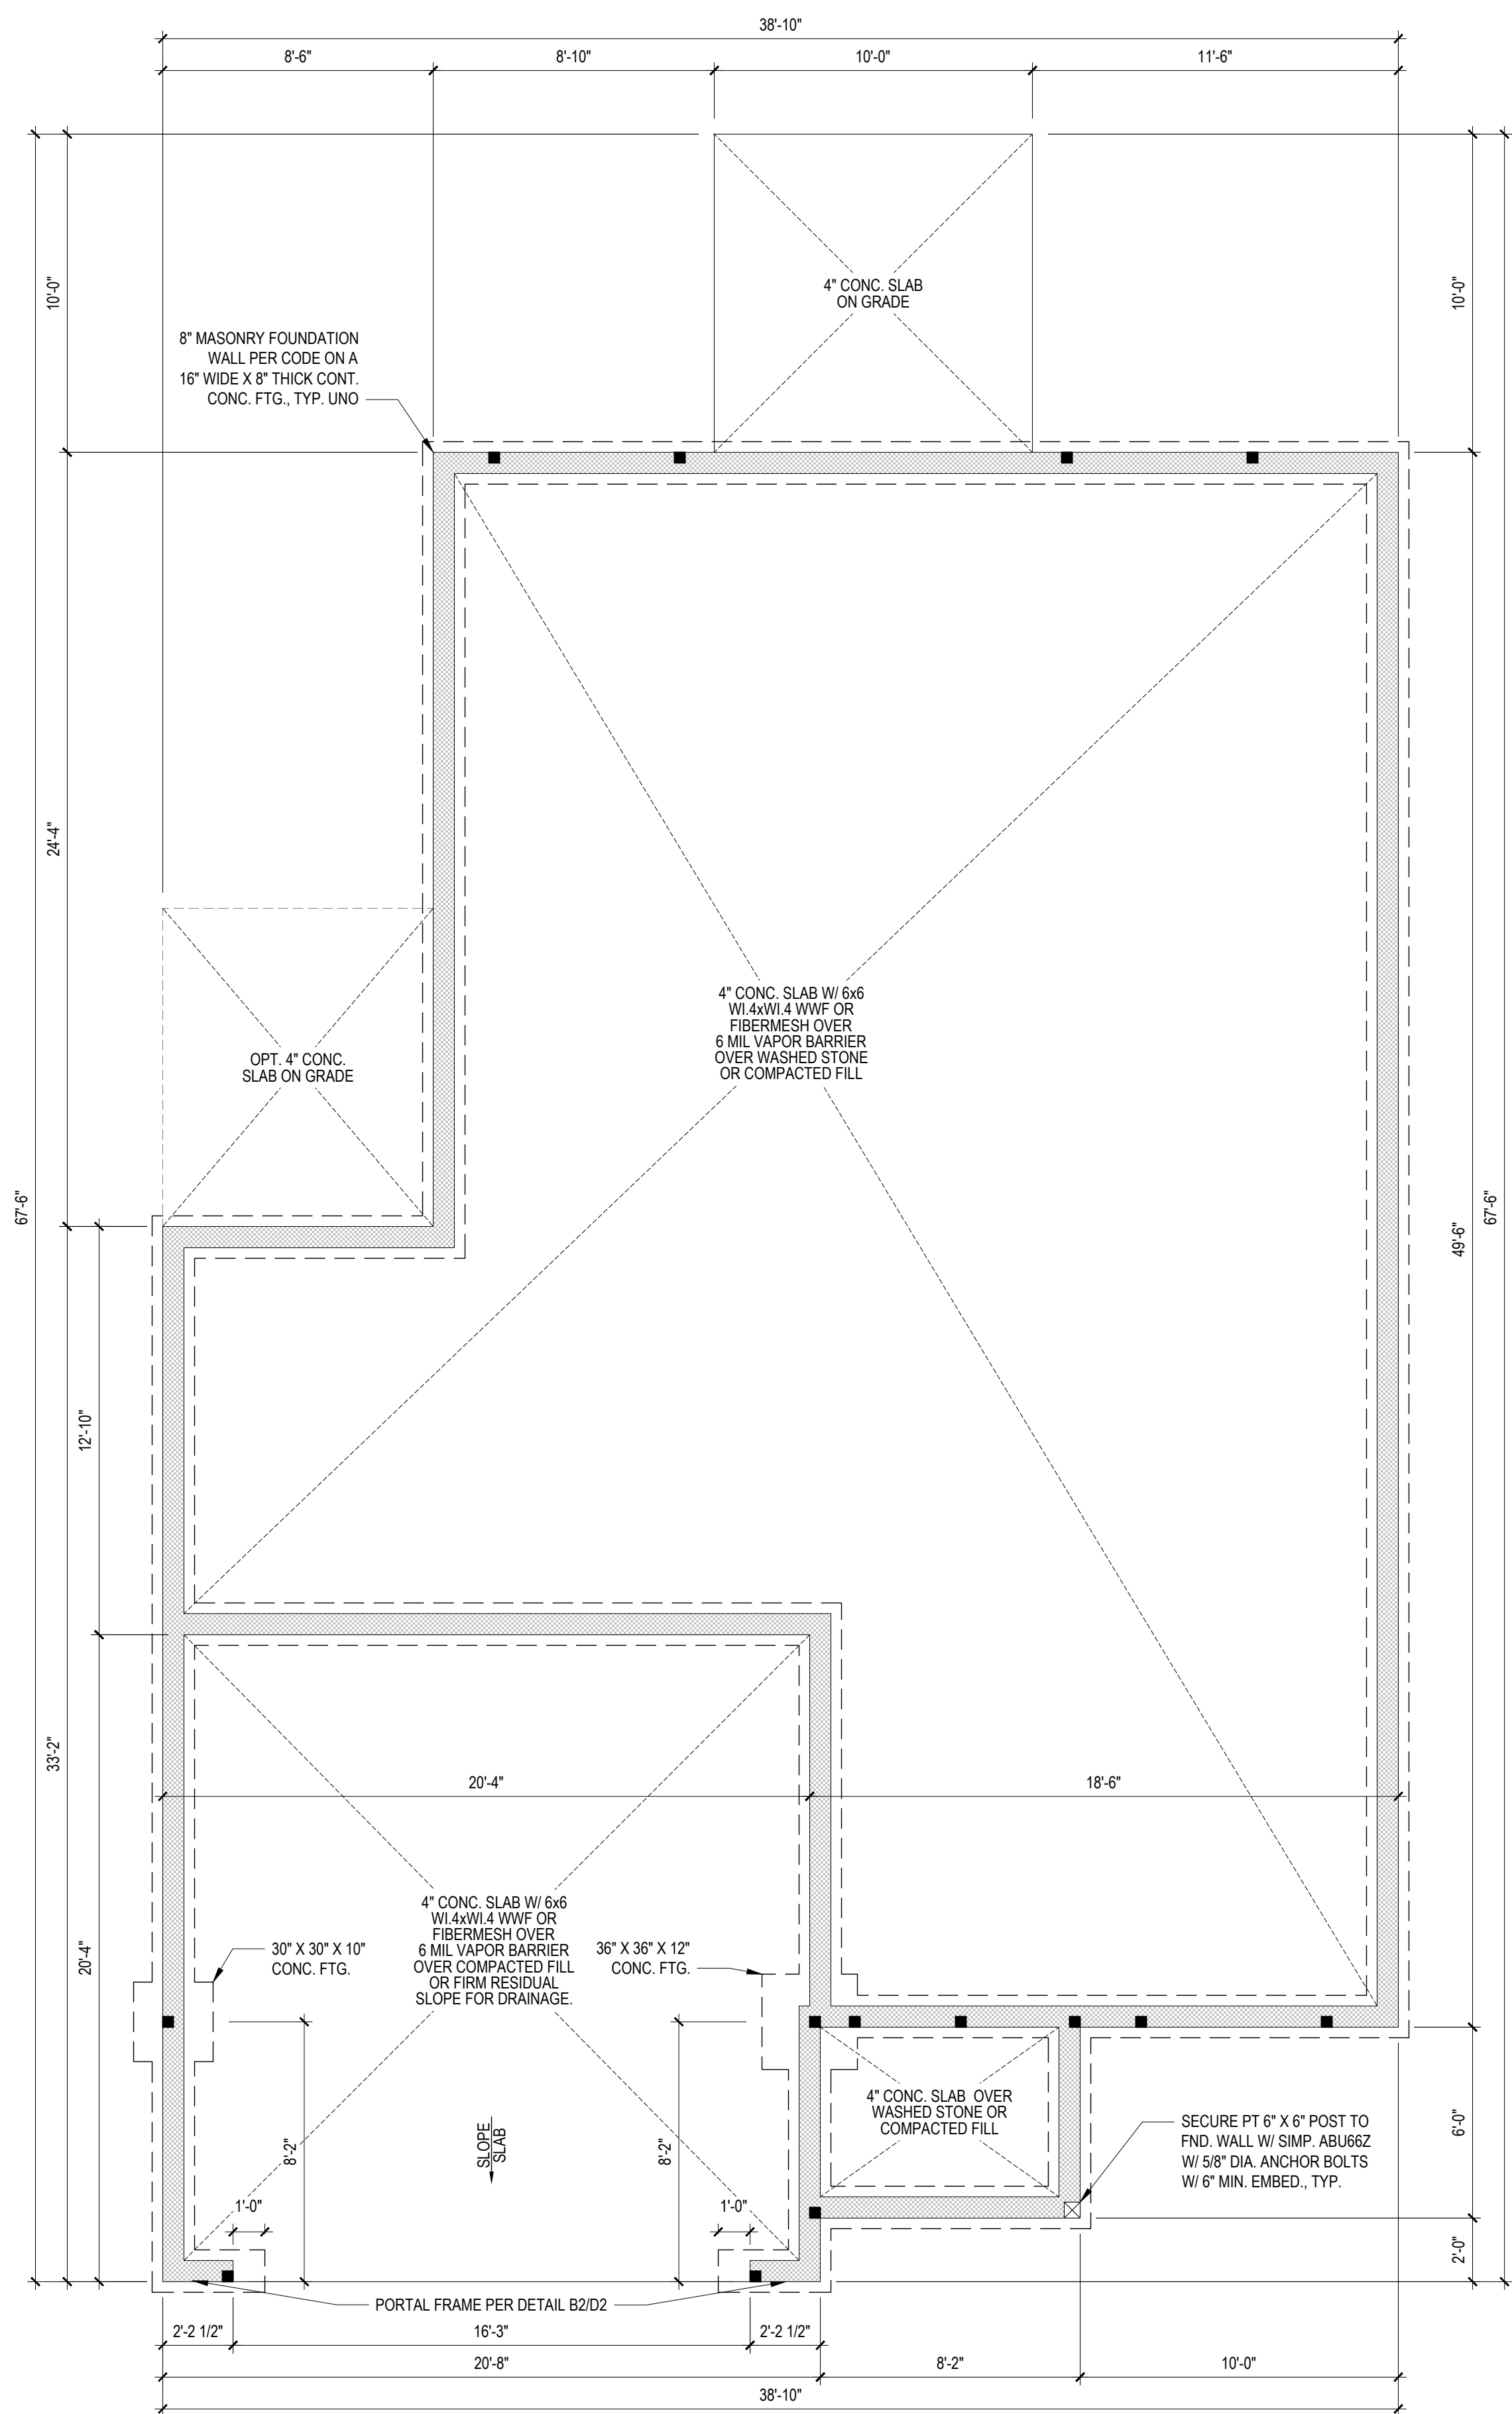 38'-10"
8'-6"
8'-10"
10'-0"
11'-6"
10'-0"
10'-0"
4" CONC. SLAB
ON GRADE
8" MASONRY FOUNDATION
WALL PER CODE ON A
16" WIDE X 8" THICK CONT.
CONC. FTG., TYP. UNO
24'-4"
4" CONC. SLAB W/ 6x6
WI.4xWI.4 WWF OR
FIBERMESH OVER
6 MIL VAPOR BARRIER
OVER WASHED STONE
OR COMPACTED FILL
OPT. 4" CONC.
SLAB ON GRADE
67'-6"
67'-6"
49'-6"
12'-10"
33'-2"
20'-4"
18'-6"
20'-4"
4" CONC. SLAB W/ 6x6
WI.4xWI.4 WWF OR
FIBERMESH OVER
6 MIL VAPOR BARRIER
OVER COMPACTED FILL
OR FIRM RESIDUAL
SLOPE FOR DRAINAGE.
30" X 30" X 10"
CONC. FTG.
36" X 36" X 12"
CONC. FTG.
8'-2"
SLOPE
SLAB
8'-2"
4" CONC. SLAB OVER
WASHED STONE OR
COMPACTED FILL
SECURE PT 6" X 6" POST TO
FND. WALL W/ SIMP. ABU66Z
W/ 5/8" DIA. ANCHOR BOLTS
W/ 6" MIN. EMBED., TYP.
6'-0"
1'-0"
1'-0"
2'-0"
PORTAL FRAME PER DETAIL B2/D2
2'-2 1/2"
16'-3"
2'-2 1/2"
20'-8"
8'-2"
10'-0"
38'-10"